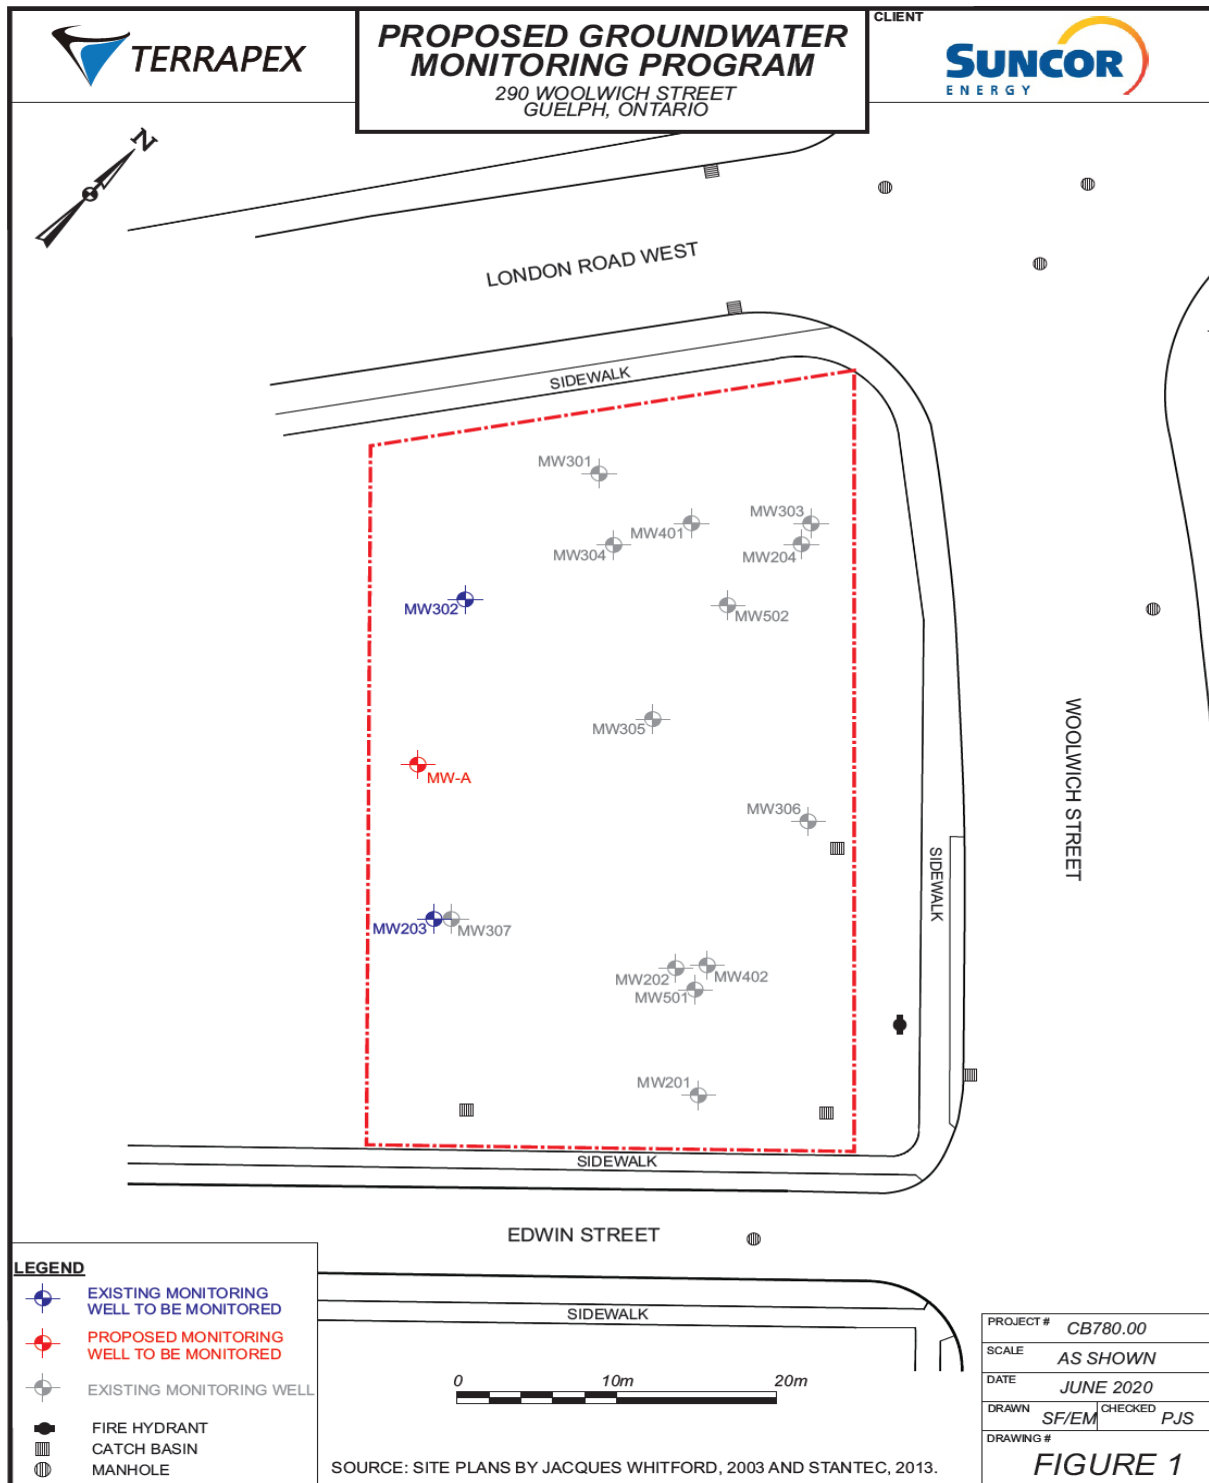 TERRAPEX
PROPOSED GROUNDWATER
MONITORING PROGRAM
290 WOOLWICH STREET
GUELPH, ONTARIO
CLIENT
SUNCOR
ENERGY
N
LONDON ROAD WEST
SIDEWALK
MW301
MW401
MW303
MW304
MW204
MW302
MW502
MW305
MW-A
MW306
WOOLWICH STREET
SIDEWALK
MW203
MW307
MW202
MW402
MW501
MW201
SIDEWALK
EDWIN STREET
SIDEWALK
LEGEND
EXISTING MONITORING
WELL TO BE MONITORED
PROPOSED MONITORING
WELL TO BE MONITORED
EXISTING MONITORING WELL
FIRE HYDRANT
CATCH BASIN
MANHOLE
0 10m 20m
SOURCE: SITE PLANS BY JACQUES WHITFORD, 2003 AND STANTEC, 2013.
PROJECT # CB780.00
SCALE AS SHOWN
DATE JUNE 2020
DRAWN SF/EM CHECKED PJS
DRAWING #
FIGURE 1